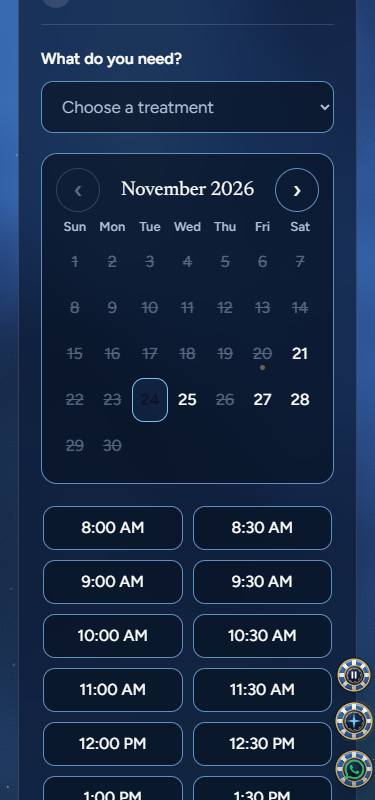 What do you need?
Choose a treatment
‹ November 2026 ›
Sun Mon Tue Wed Thu Fri Sat
1 2 3 4 5 6 7
8 9 10 11 12 13 14
15 16 17 18 19 20 21
22 23 24 25 26 27 28
29 30
8:00 AM 8:30 AM
9:00 AM 9:30 AM
10:00 AM 10:30 AM
11:00 AM 11:30 AM
12:00 PM 12:30 PM
1:00 PM 1:30 PM